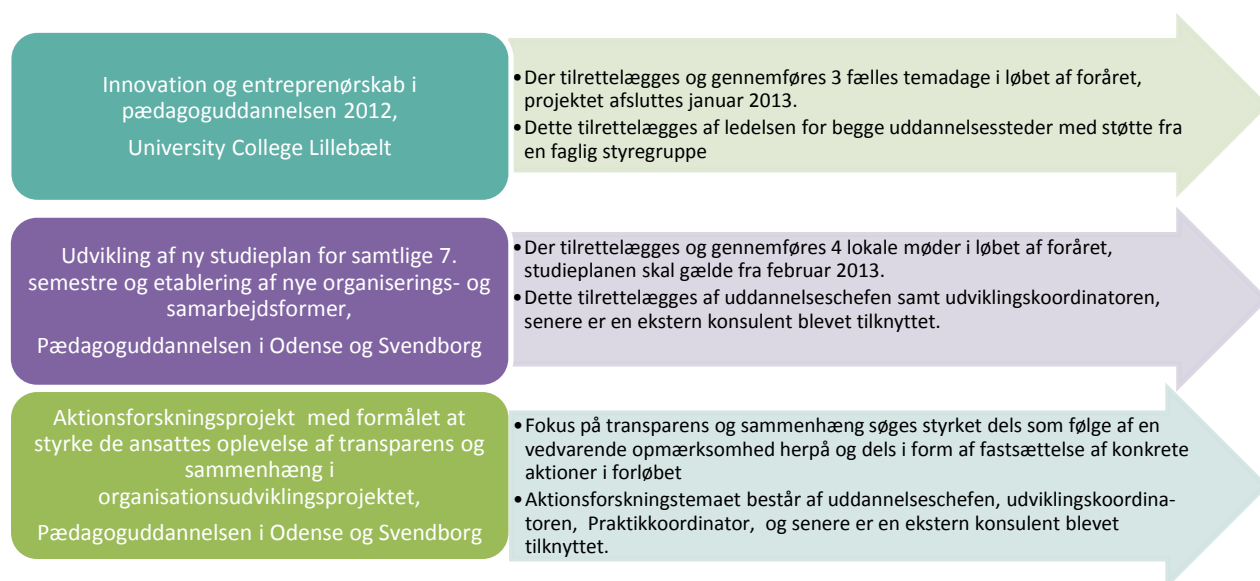 Innovation og entreprenørskab i
pædagoguddannelsen 2012,
University College Lillebælt
•Der tilrettelægges og gennemføres 3 fælles temadage i løbet af foråret,
projektet afsluttes januar 2013.
•Dette tilrettelægges af ledelsen for begge uddannelsessteder med støtte fra
en faglig styregruppe
Udvikling af ny studieplan for samtlige 7.
semestre og etablering af nye organiserings- og
samarbejdsformer,
Pædagoguddannelsen i Odense og Svendborg
•Der tilrettelægges og gennemføres 4 lokale møder i løbet af foråret,
studieplanen skal gælde fra februar 2013.
•Dette tilrettelægges af uddannelseschefen samt udviklingskoordinatoren,
senere er en ekstern konsulent blevet tilknyttet.
Aktionsforskningsprojekt med formålet at
styrke de ansattes oplevelse af transparens og
sammenhæng i
organisationsudviklingsprojektet,
Pædagoguddannelsen i Odense og Svendborg
•Fokus på transparens og sammenhæng søges styrket dels som følge af en
vedvarende opmærksomhed herpå og dels i form af fastsættelse af konkrete
aktioner i forløbet
•Aktionsforskningstemaet består af uddannelseschefen, udviklingskoordina-
toren, Praktikkoordinator, og senere er en ekstern konsulent blevet
tilknyttet.